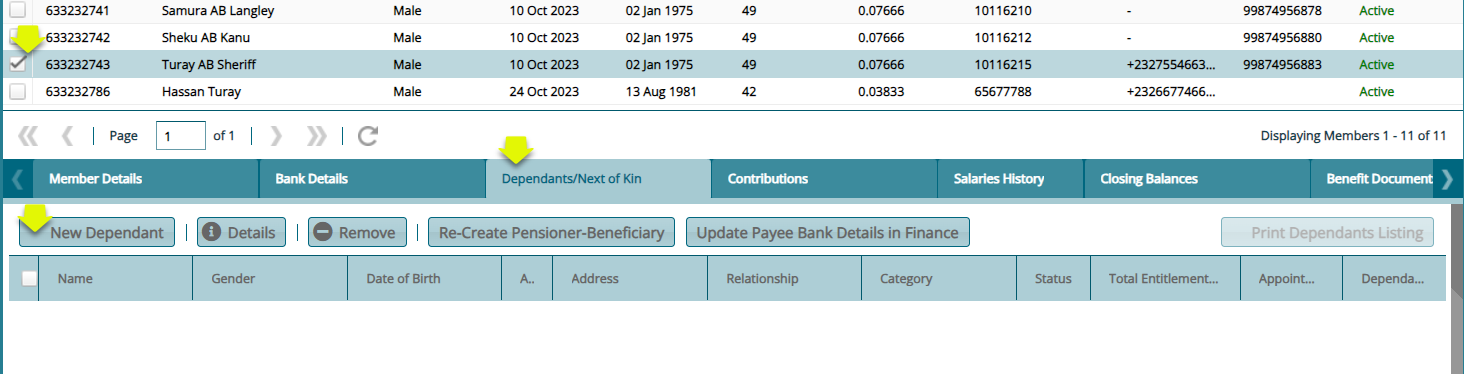 633232741 Samura AB Langley Male 10 Oct 2023 02 Jan 1975 49 0.07666 10116210 - 99874956878 Active
633232742 Sheku AB Kanu Male 10 Oct 2023 02 Jan 1975 49 0.07666 10116212 - 99874956880 Active
633232743 Turay AB Sheriff Male 10 Oct 2023 02 Jan 1975 49 0.07666 10116215 +2327554663... 99874956883 Active
633232786 Hassan Turay Male 24 Oct 2023 13 Aug 1981 42 0.03833 65677788 +2326677466... Active
Page 1 of 1 Displaying Members 1 - 11 of 11
Member Details Bank Details Dependants/Next of Kin Contributions Salaries History Closing Balances Benefit Document
New Dependant Details Remove Re-Create Pensioner-Beneficiary Update Payee Bank Details in Finance Print Dependants Listing
Name Gender Date of Birth A.. Address Relationship Category Status Total Entitlement... Appoint... Dependa...